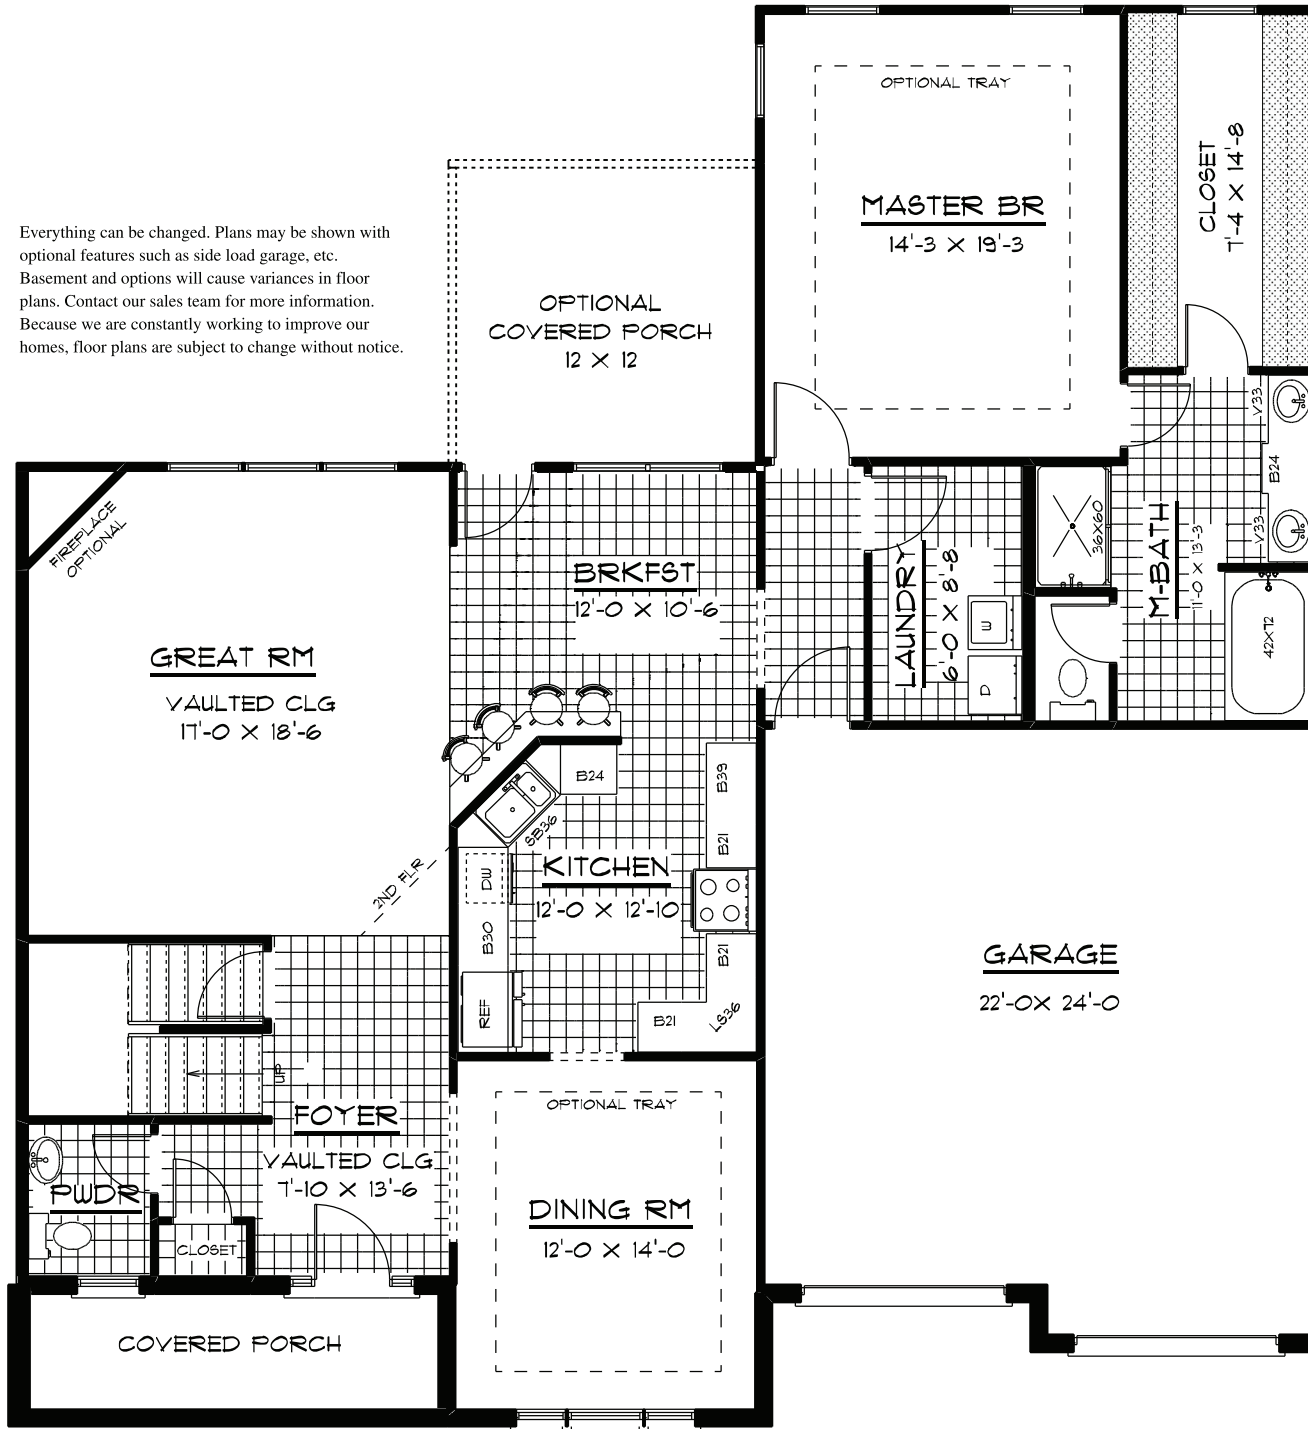 OPTIONAL TRAY
MASTER BR
14'-3 X 19'-3
CLOSET
7'-4 X 14'-8
Everything can be changed. Plans may be shown with
optional features such as side load garage, etc.
Basement and options will cause variances in floor
plans. Contact our sales team for more information.
Because we are constantly working to improve our
homes, floor plans are subject to change without notice.
OPTIONAL
COVERED PORCH
12 X 12
V33
B24
V33
FIREPLACE
OPTIONAL
BRKFST
12'-0 X 10'-6
LAUNDRY
6'-0 X 8'-8
W
D
36X60
M-BATH
11'-0 X 13'-3
42X72
GREAT RM
VAULTED CLG
17'-0 X 18'-6
B24
B39
SB36
B21
2ND FLR
DW
KITCHEN
12'-0 X 12'-10
B30
B21
REF
B21
LS36
GARAGE
22'-0X 24'-0
UP
FOYER
VAULTED CLG
7'-10 X 13'-6
PWDR
CLOSET
OPTIONAL TRAY
DINING RM
12'-0 X 14'-0
COVERED PORCH